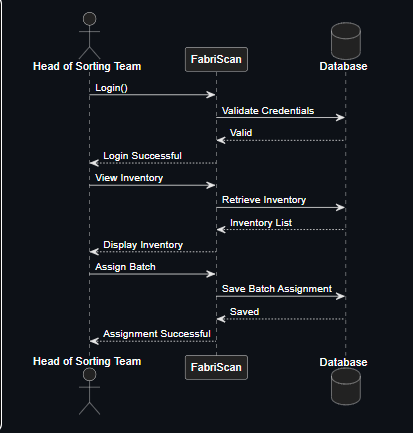 Head of Sorting Team
FabriScan
Database
Login()
Validate Credentials
Valid
Login Successful
View Inventory
Retrieve Inventory
Inventory List
Display Inventory
Assign Batch
Save Batch Assignment
Saved
Assignment Successful
Head of Sorting Team
FabriScan
Database